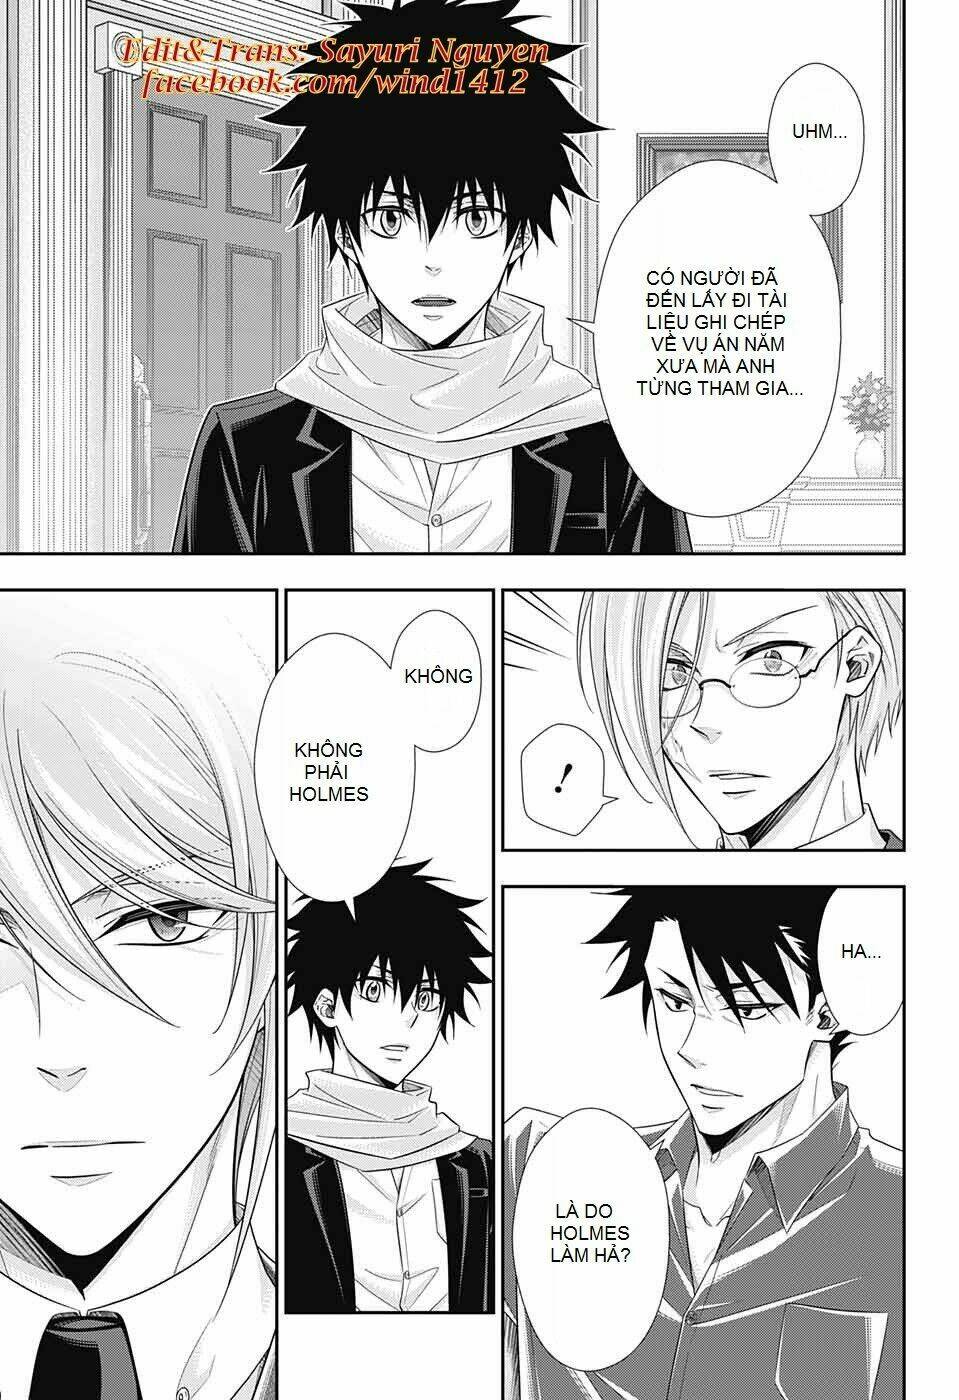 Edit&Trans: Sayuri Nguyen
facebook.com/wind1412
UHM...
CÓ NGƯỜI ĐÃ
ĐẾN LẤY ĐI TÀI
LIỆU GHI CHÉP
VỀ VỤ ÁN NĂM
XƯA MÀ ANH
TỪNG THAM GIA...
!
HA...
LÀ DO
HOLMES
LÀM HẢ?
KHÔNG
KHÔNG
PHẢI
HOLMES